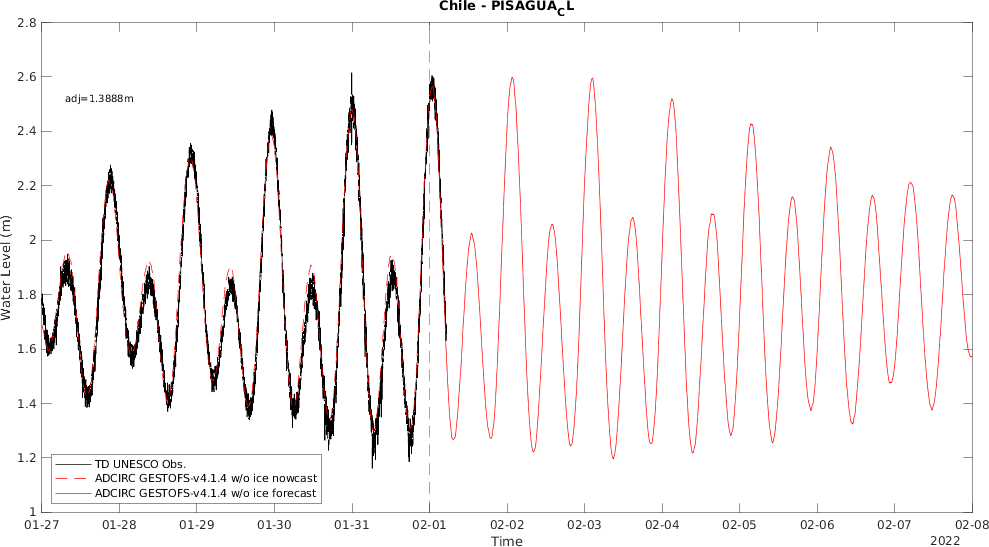 Chile - PISAGUA_CL
2.8
2.6
adj=1.3888m
2.4
2.2
2
1.8
1.6
1.4
1.2
1
Water Level (m)
TD UNESCO Obs.
ADCIRC GESTOFS-v4.1.4 w/o ice nowcast
ADCIRC GESTOFS-v4.1.4 w/o ice forecast
01-27 01-28 01-29 01-30 01-31 02-01 02-02 02-03 02-04 02-05 02-06 02-07 02-08
Time
2022